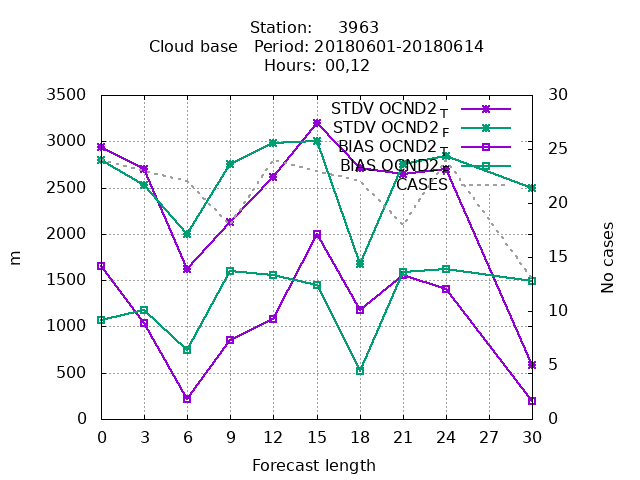 Station: 3963
Cloud base Period: 20180601-20180614
Hours: 00,12
3500 30
STDV OCND2 T
STDV OCND2 F
BIAS OCND2 T
BIAS OCND2
CASES
3000
2500
2000
1500
1000
500
0
25
20
15
10
5
0
m
No cases
0 3 6 9 12 15 18 21 24 27 30
Forecast length